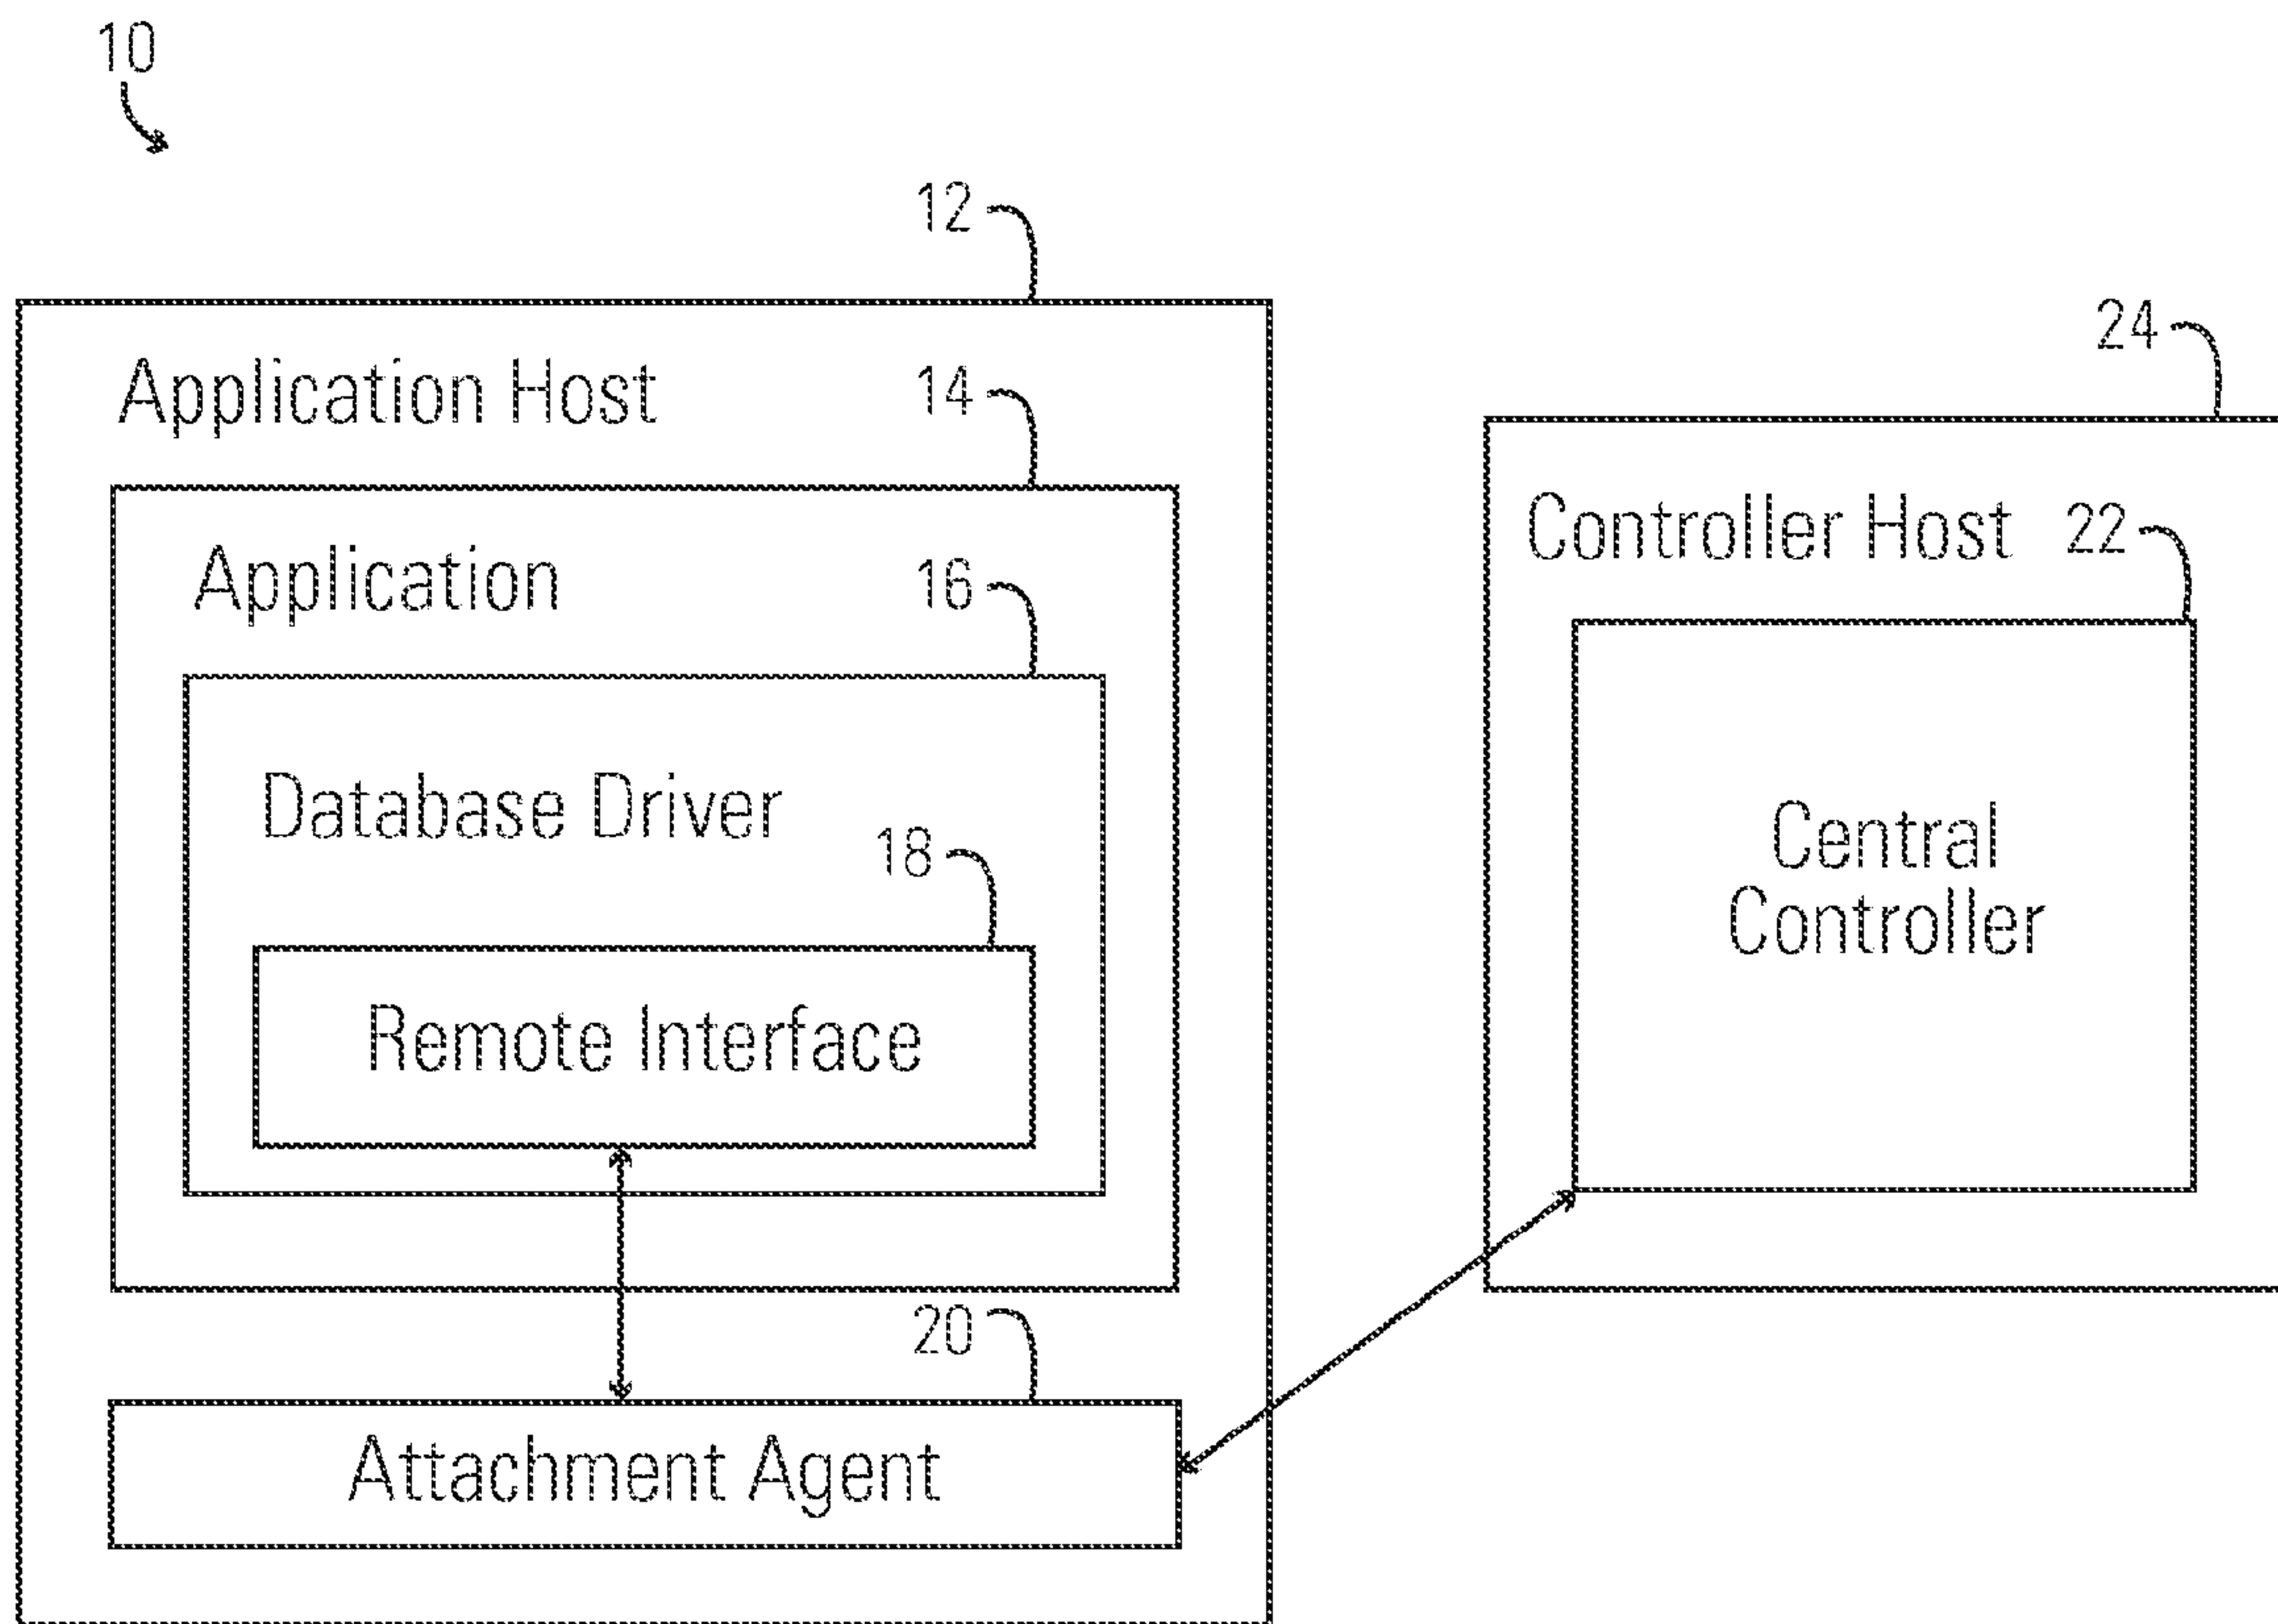 10
12
Application Host
14
24
Application
16
Controller Host
22
Database Driver
18
Central
Controller
Remote Interface
20
Attachment Agent